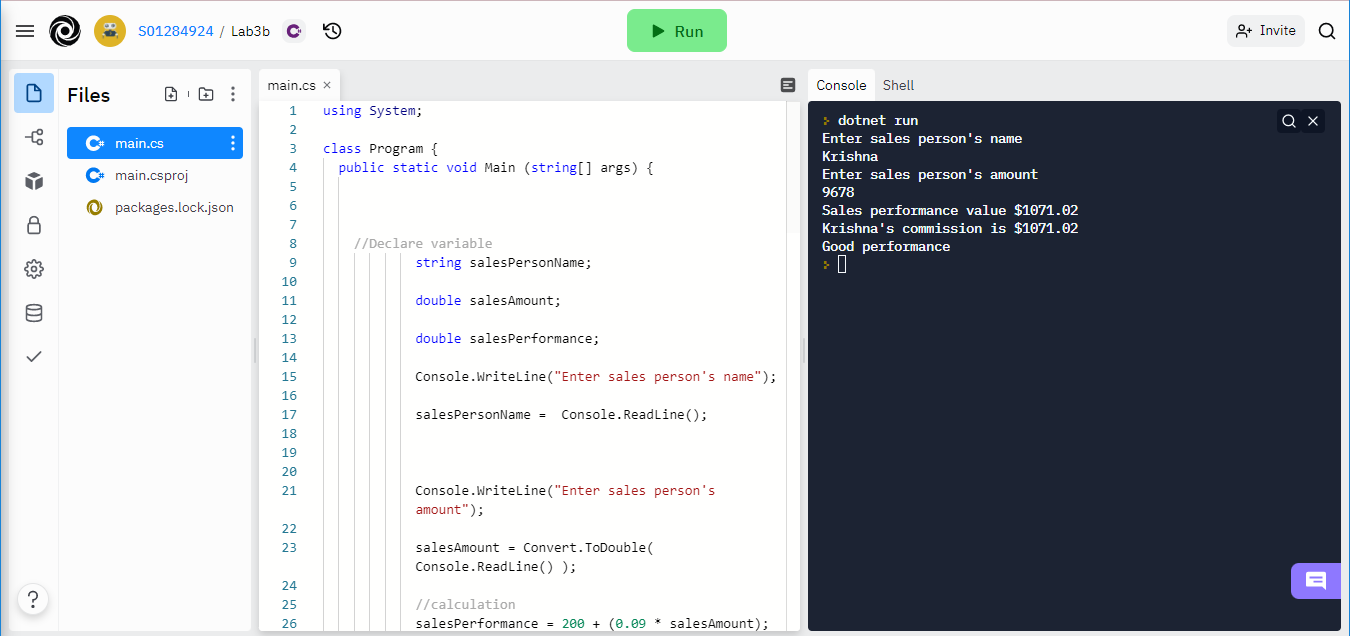 S01284924 / Lab3b
Run
Invite
Files
main.cs
main.csproj
packages.lock.json
main.cs ×
1 using System;
2
3 class Program {
4 public static void Main (string[] args) {
5
6
7
8 //Declare variable
9 string salesPersonName;
10
11 double salesAmount;
12
13 double salesPerformance;
14
15 Console.WriteLine("Enter sales person's name");
16
17 salesPersonName =  Console.ReadLine();
18
19
20
21 Console.WriteLine("Enter sales person's
amount");
22
23 salesAmount = Convert.ToDouble(
Console.ReadLine() );
24
25 //calculation
26 salesPerformance = 200 + (0.09 * salesAmount);
Console Shell
dotnet run
Enter sales person's name
Krishna
Enter sales person's amount
9678
Sales performance value $1071.02
Krishna's commission is $1071.02
Good performance
?